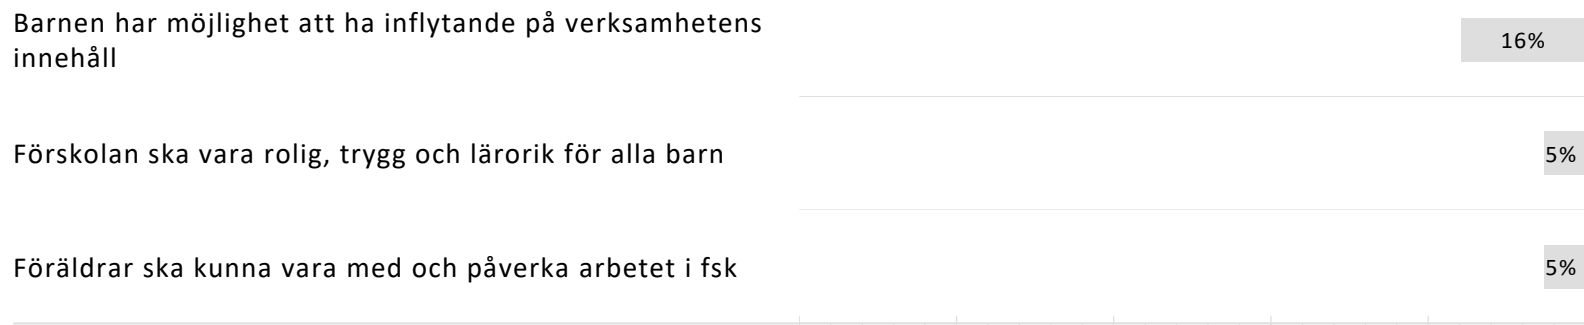 Barnen har möjlighet att ha inflytande på verksamhetens
innehåll
16%
Förskolan ska vara rolig, trygg och lärorik för alla barn
5%
Föräldrar ska kunna vara med och påverka arbetet i fsk
5%